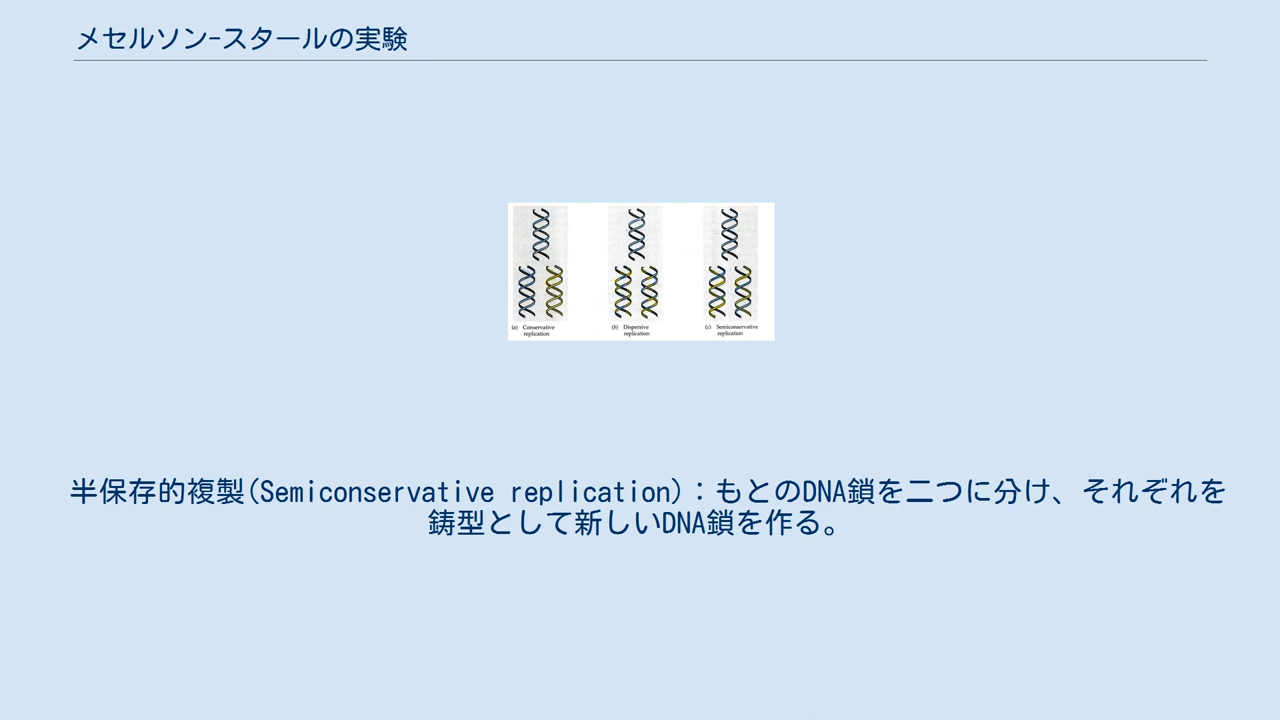 メセルソン-スタールの実験
(a) Conservative replication
(b) Dispersive replication
(c) Semiconservative replication
半保存的複製(Semiconservative replication)：もとのDNA鎖を二つに分け、それぞれを
鋳型として新しいDNA鎖を作る。